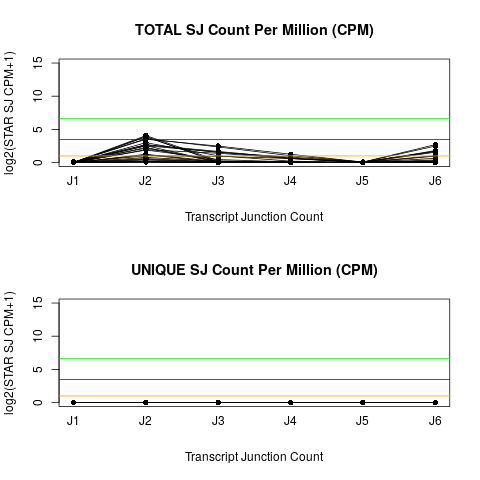 TOTAL SJ Count Per Million (CPM)
log2(STAR SJ CPM+1)
15
10
5
0
J1 J2 J3 J4 J5 J6
Transcript Junction Count
UNIQUE SJ Count Per Million (CPM)
log2(STAR SJ CPM+1)
15
10
5
0
J1 J2 J3 J4 J5 J6
Transcript Junction Count